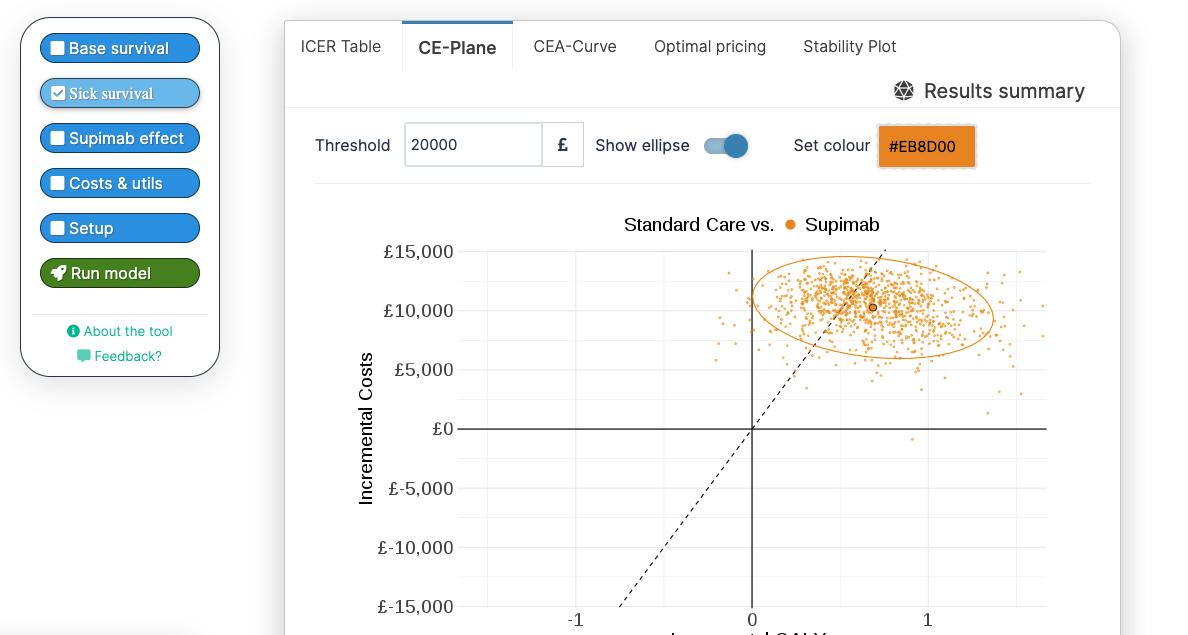 Base survival
Sick survival
Supimab effect
Costs & utils
Setup
Run model
About the tool
Feedback?
ICER Table
CE-Plane
CEA-Curve
Optimal pricing
Stability Plot
Results summary
Threshold
20000
£
Show ellipse
Set colour
#EB8D00
Standard Care vs. Supimab
£15,000
£10,000
£5,000
£0
£-5,000
£-10,000
£-15,000
Incremental Costs
-1
0
1